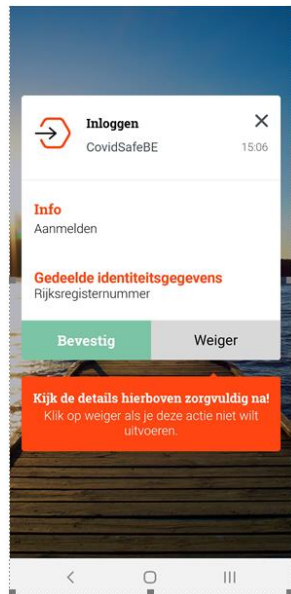 Inloggen
CovidSafeBE
15:06
Info
Aanmelden
Gedeelde identiteitsgegevens
Rijksregisternummer
Bevestig
Weiger
Kijk de details hierboven zorgvuldig na!
Klik op weiger als je deze actie niet wilt
uitvoeren.